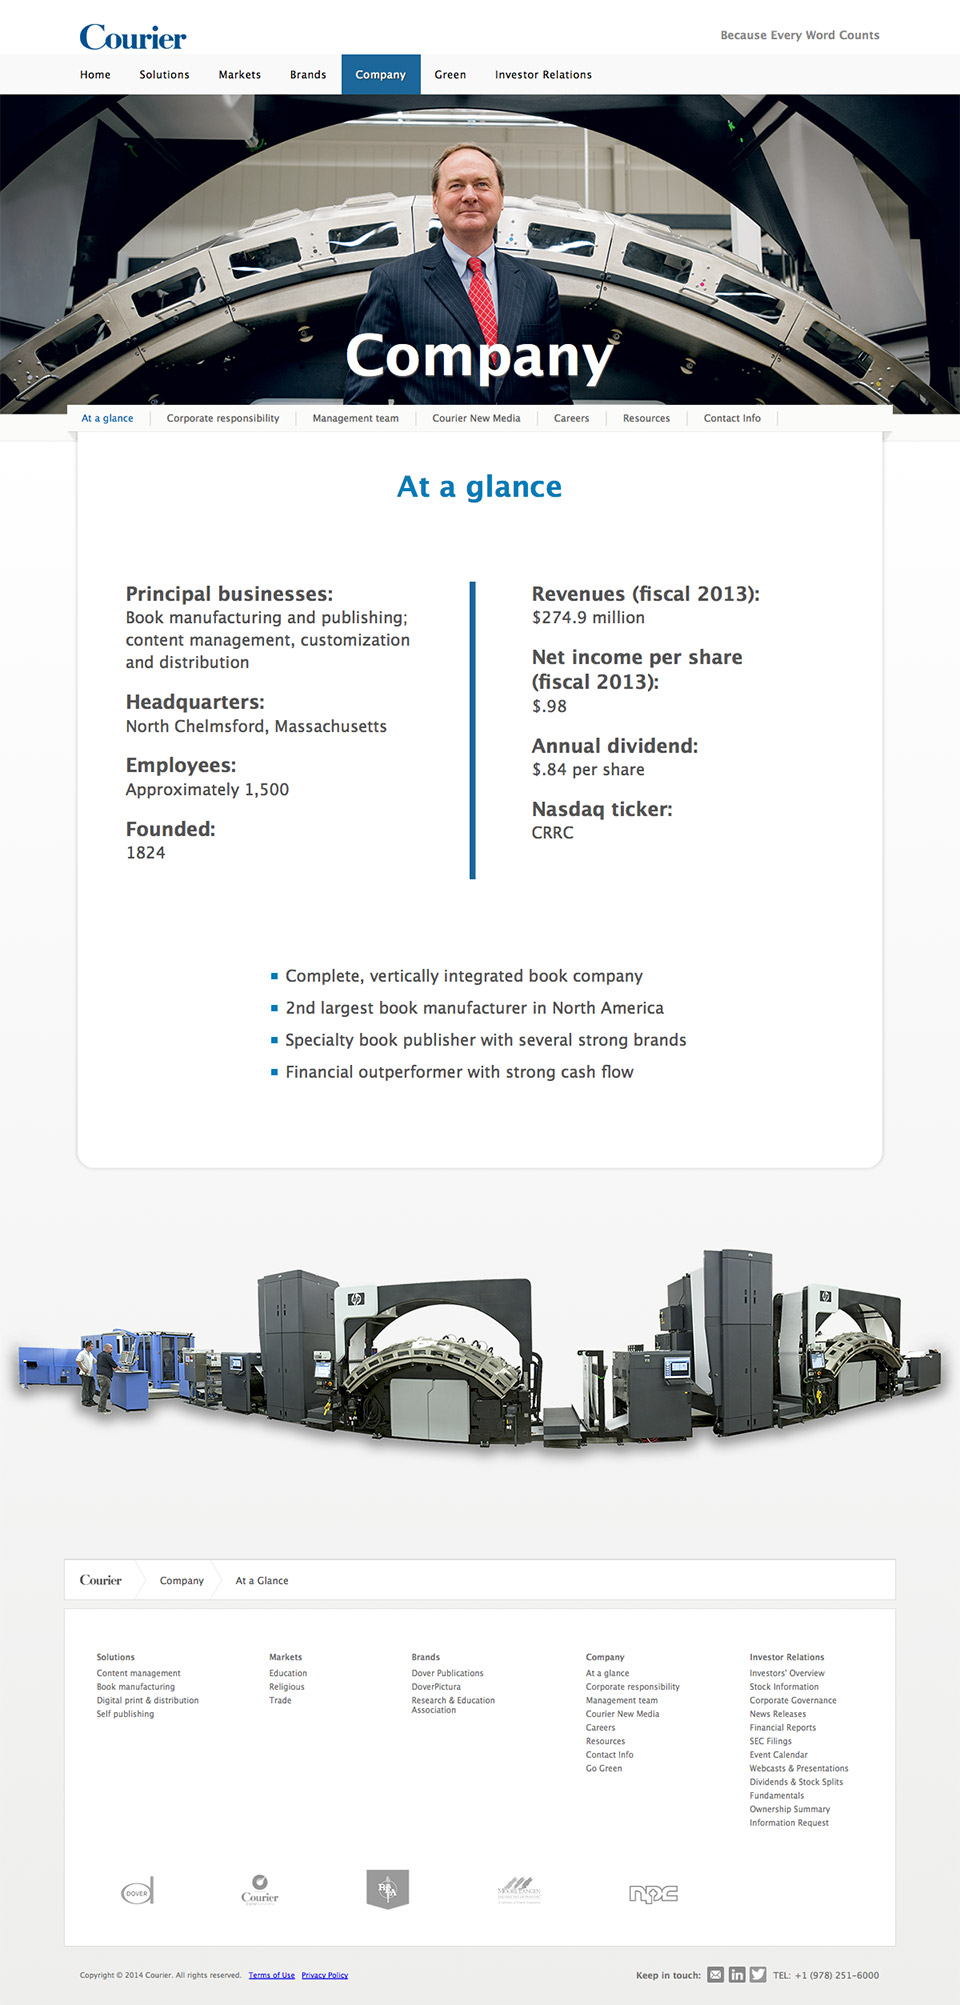 Courier
Because Every Word Counts
Home Solutions Markets Brands Company Green Investor Relations
Company
At a glance Corporate responsibility Management team Courier New Media Careers Resources Contact Info
At a glance
Principal businesses:
Book manufacturing and publishing;
content management, customization
and distribution
Headquarters:
North Chelmsford, Massachusetts
Employees:
Approximately 1,500
Founded:
1824
Revenues (fiscal 2013):
$274.9 million
Net income per share
(fiscal 2013):
$.98
Annual dividend:
$.84 per share
Nasdaq ticker:
CRRC
Complete, vertically integrated book company
2nd largest book manufacturer in North America
Specialty book publisher with several strong brands
Financial outperformer with strong cash flow
hp
hp
Courier Company At a Glance
Solutions
Content management
Book manufacturing
Digital print & distribution
Self publishing
Markets
Education
Religious
Trade
Brands
Dover Publications
DoverPictura
Research & Education
Association
Company
At a glance
Corporate responsibility
Management team
Courier New Media
Careers
Resources
Contact Info
Go Green
Investor Relations
Investors' Overview
Stock Information
Corporate Governance
News Releases
Financial Reports
SEC Filings
Event Calendar
Webcasts & Presentations
Dividends & Stock Splits
Fundamentals
Ownership Summary
Information Request
DOVER
Courier
REA
MOORE LANGEN
npc
Copyright © 2014 Courier. All rights reserved. Terms of Use Privacy Policy
Keep in touch: in TEL: +1 (978) 251-6000